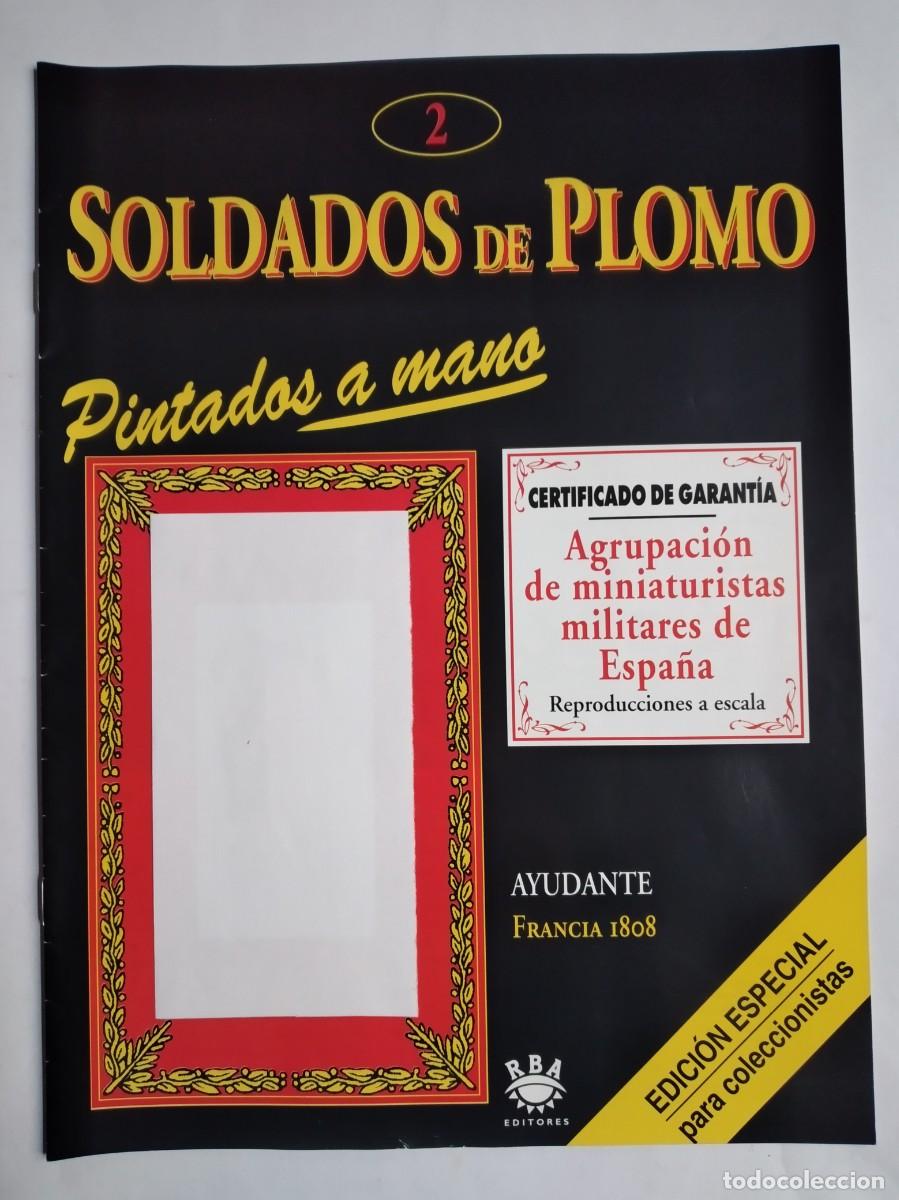 2
SOLDADOS DE PLOMO
Pintados a mano
CERTIFICADO DE GARANTÍA
Agrupación
de miniaturistas
militares de
España
Reproducciones a escala
AYUDANTE
FRANCIA 1808
EDICIÓN ESPECIAL
para coleccionistas
RBA
EDITORES
todocoleccion